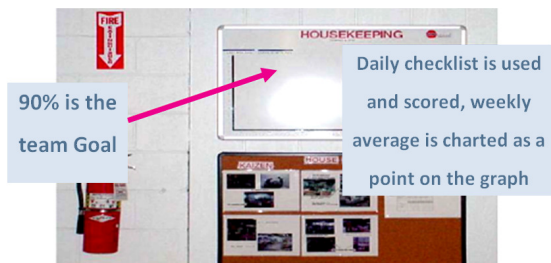 FIRE
HOUSEKEEPING
90% is the
team Goal
Daily checklist is used
and scored, weekly
average is charted as a
point on the graph
KAIZEN
HOUSE